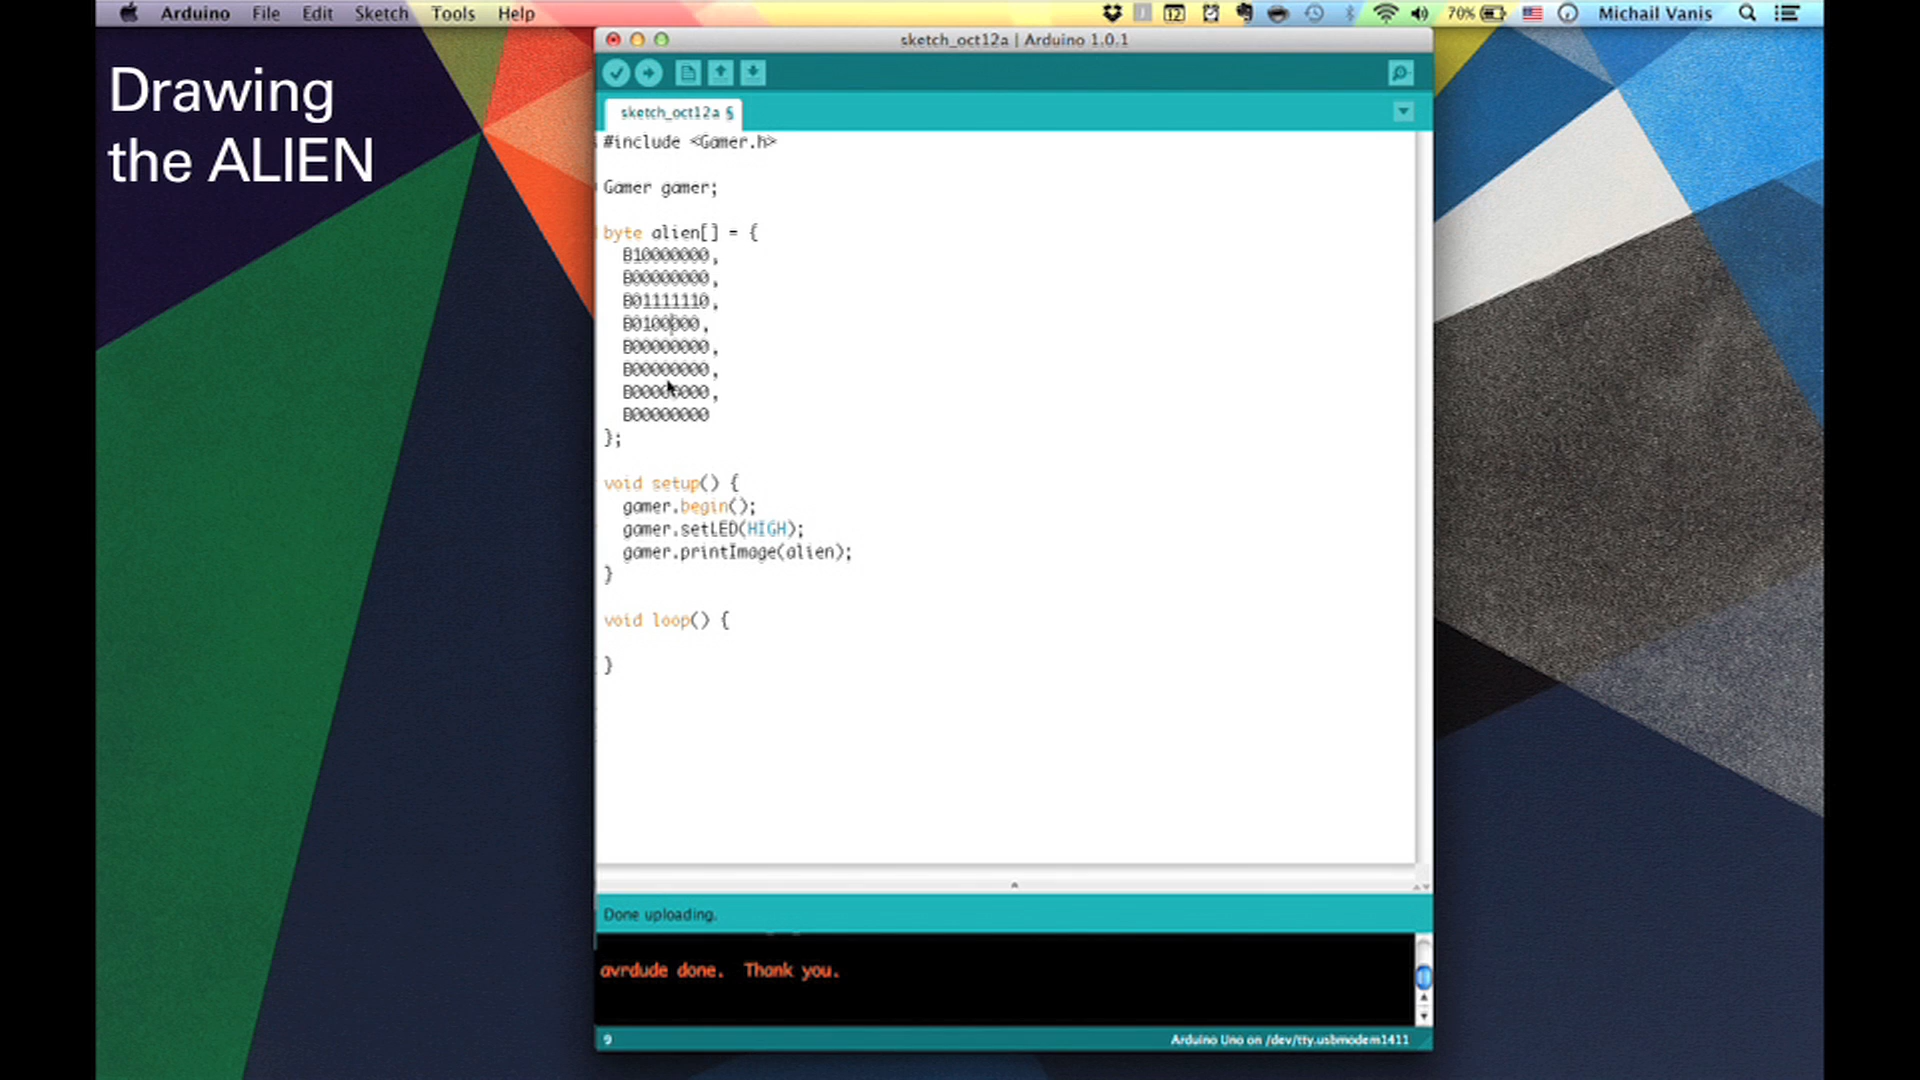 Arduino File Edit Sketch Tools Help
12 70% Michail Vanis
Drawing
the ALIEN
sketch_oct12a | Arduino 1.0.1
sketch_oct12a §
#include <Gamer.h>
Gamer gamer;
byte alien[] = {
B10000000,
B00000000,
B01111110,
B0100000,
B00000000,
B00000000,
B00000000,
B00000000
};
void setup() {
gamer.begin();
gamer.setLED(HIGH);
gamer.printImage(alien);
}
void loop() {
}
Done uploading.
avrdude done. Thank you.
9 Arduino Uno on /dev/tty.usbmodem1411